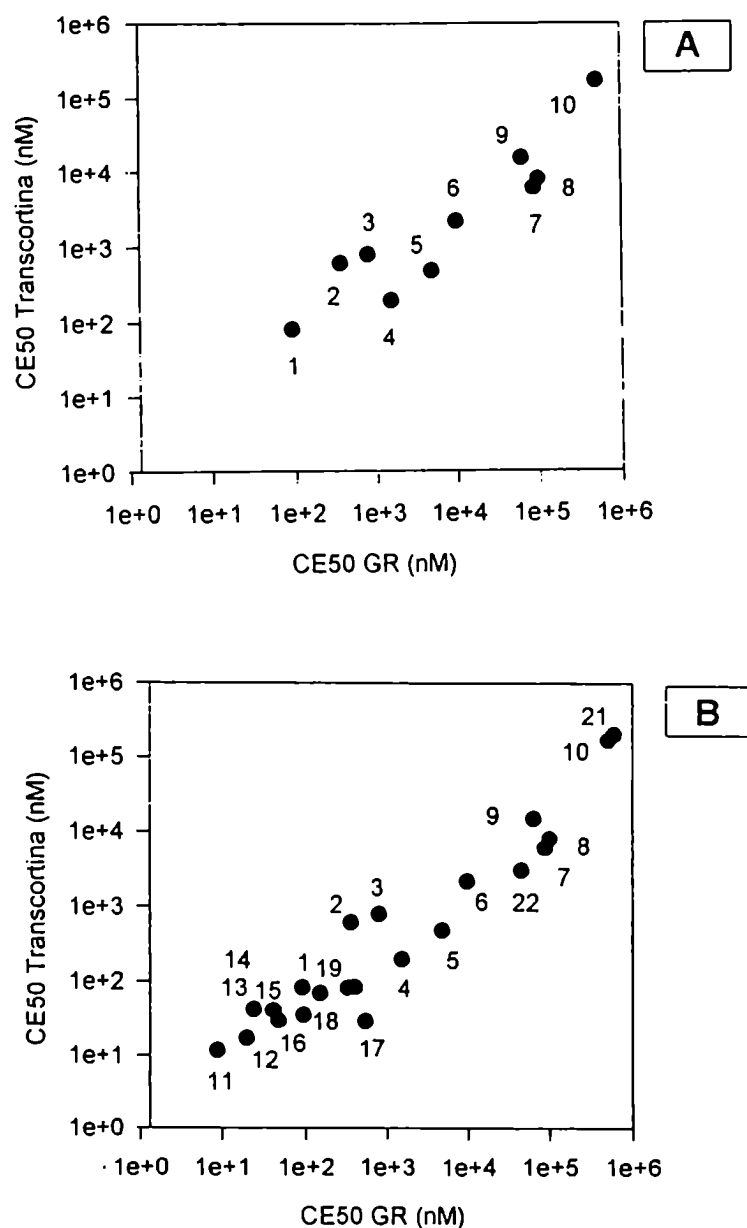 A
1e+6
1e+5
1e+4
1e+3
1e+2
1e+1
1e+0
CE50 Transcortina (nM)
10
9
8
7
6
5
4
3
2
1
1e+0 1e+1 1e+2 1e+3 1e+4 1e+5 1e+6
CE50 GR (nM)
B
1e+6
1e+5
1e+4
1e+3
1e+2
1e+1
1e+0
CE50 Transcortina (nM)
21
10
9
8
7
22
6
5
4
3
2
14
13
15
1
19
18
17
16
12
11
1e+0 1e+1 1e+2 1e+3 1e+4 1e+5 1e+6
CE50 GR (nM)